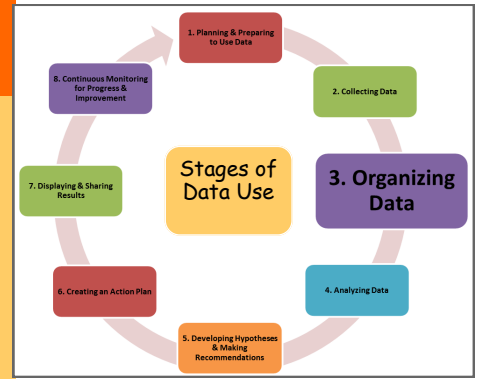 1. Planning & Preparing
to Use Data
2. Collecting Data
3. Organizing
Data
4. Analyzing Data
5. Developing Hypotheses
& Making
Recommendations
6. Creating an Action Plan
7. Displaying & Sharing
Results
8. Continuous Monitoring
for Progress &
Improvement
Stages of
Data Use